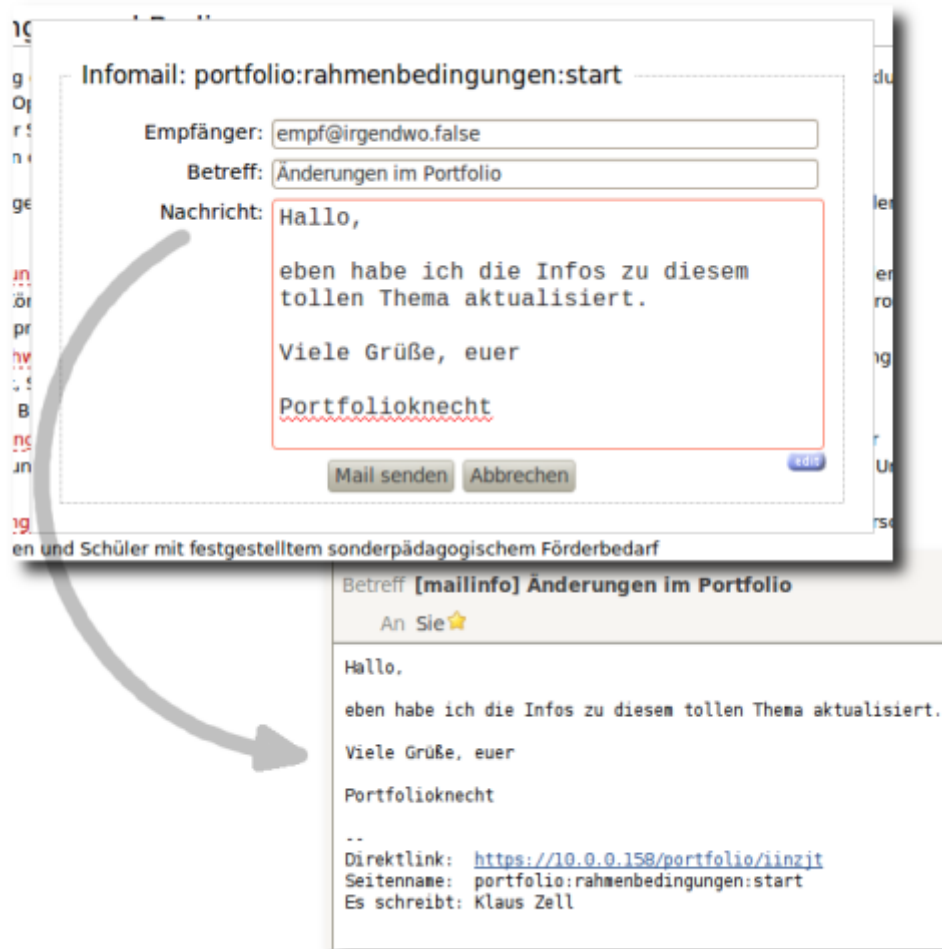 Infomail: portfolio:rahmenbedingungen:start
Empfänger: empf@irgendwo.false
Betreff: Änderungen im Portfolio
Nachricht: Hallo,
eben habe ich die Infos zu diesem
tollen Thema aktualisiert.
Viele Grüße, euer
Portfolioknecht
edit
Mail senden Abbrechen
en und Schüler mit festgestelltem sonderpädagogischem Förderbedarf
Betreff [mailinfo] Änderungen im Portfolio
An Sie
Hallo,
eben habe ich die Infos zu diesem tollen Thema aktualisiert.
Viele Grüße, euer
Portfolioknecht
--
Direktlink: https://10.0.0.158/portfolio/iinzjt
Seitenname: portfolio:rahmenbedingungen:start
Es schreibt: Klaus Zell